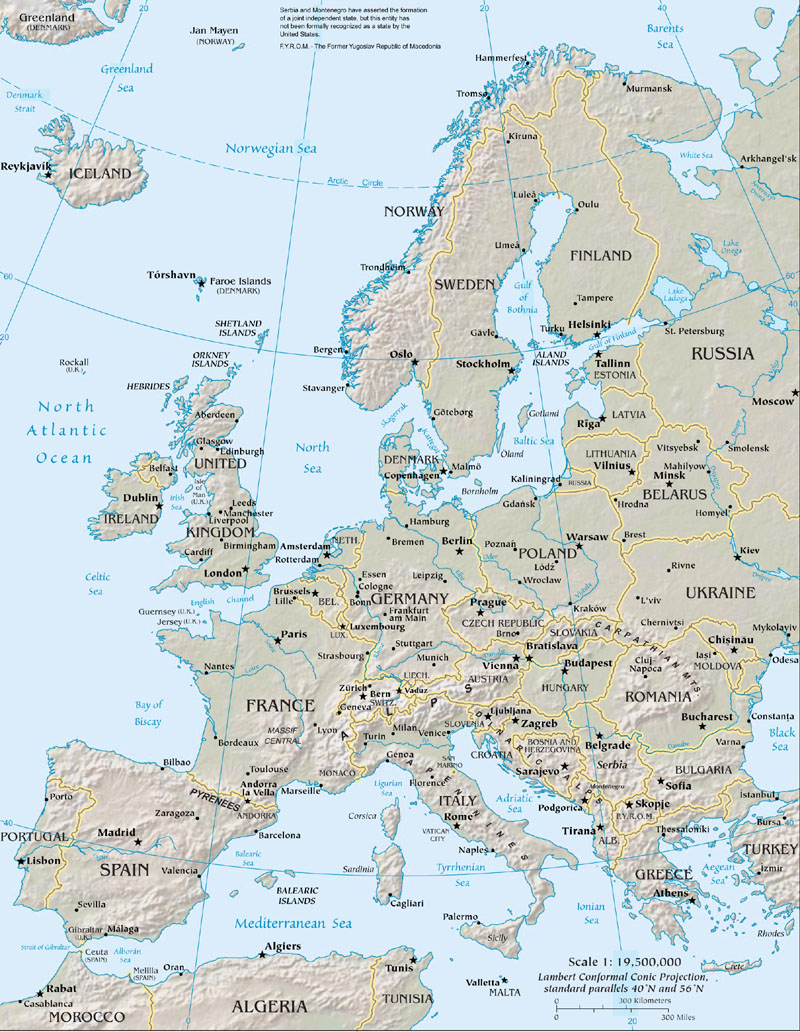 Greenland
(DENMARK)
Jan Mayen
(NORWAY)
Serbia and Montenegro have asserted the formation
of a joint independent state, but this entity has
not been formally recognized as a state by the
United States.
F.Y.R.O.M. - The Former Yugoslav Republic of Macedonia
Barents
Sea
Greenland
Sea
Denmark
Strait
Hammerfest
Tromsø
Murmansk
Kiruna
Norwegian Sea
White Sea
Arkhangel'sk
Reykjavík
ICELAND
Arctic Circle
NORWAY
Luleå
Oulu
Umeå
FINLAND
Lake
Onega
Trondheim
Tórshavn
Faroe Islands
(DENMARK)
SWEDEN
Gulf
of
Bothnia
Lake
Ladoga
60
60
40
20
Tampere
SHETLAND
ISLANDS
Gävle
Turku
Helsinki
Gulf of Finland
St. Petersburg
Bergen
Oslo
Stockholm
ALAND
ISLANDS
Tallinn
ESTONIA
RUSSIA
Rockall
(U.K.)
ORKNEY
ISLANDS
HEBRIDES
Stavanger
Moscow
North
Atlantic
Ocean
Aberdeen
Skagerrak
Kattegat
Göteborg
Gotland
Rīga
LATVIA
Glasgow
Edinburgh
UNITED
KINGDOM
North
Sea
DENMARK
Copenhagen
Malmö
Öland
Baltic Sea
LITHUANIA
Vilnius
Vitsyebsk
Smolensk
Belfast
Isle
of
Man
(U.K.)
Bornholm
Kaliningrad
RUSSIA
Minsk
Mahilyow
BELARUS
Dublin
IRELAND
Irish
Sea
Leeds
Manchester
Liverpool
Gdańsk
Hrodna
Homyel'
Hamburg
Birmingham
Cardiff
London
Amsterdam
NETH.
Rotterdam
Bremen
Berlin
Oder
Poznań
POLAND
Warsaw
Brest
Łódź
Wrocław
Vistula
Kiev
Dnieper
Celtic
Sea
Essen
Cologne
Bonn
Leipzig
GERMANY
Rivne
UKRAINE
English Channel
Brussels
Lille
BEL.
Frankfurt
am Main
Prague
CZECH REPUBLIC
Brno
Kraków
L'viv
Guernsey (U.K.)
Jersey (U.K.)
LUX.
Luxembourg
SLOVAKIA
CARPATHIAN MTS.
Chernivtsi
Mykolayiv
Paris
Strasbourg
Stuttgart
Munich
Danube
Vienna
Bratislava
Budapest
Iaşi
Chişinău
MOLDOVA
Odesa
Nantes
Loire
Rhine
LIECH.
Zürich
Bern
Vaduz
SWITZ.
AUSTRIA
HUNGARY
Cluj-
Napoca
ROMANIA
Bay of
Biscay
FRANCE
Geneva
ALPS
Ljubljana
SLOVENIA
Zagreb
Bucharest
Constanţa
Black
Sea
MASSIF
CENTRAL
Lyon
Milan
Turin
Venice
CROATIA
BOSNIA AND
HERZEGOVINA
Belgrade
Serbia
Danube
Varna
Bordeaux
Genoa
SAN
MARINO
DINARIC ALPS
Sarajevo
BULGARIA
Sofia
Bilbao
Toulouse
MONACO
Marseille
Ligurian
Sea
Florence
APENNINES
Adriatic
Sea
Montenegro
Podgorica
Skopje
F.Y.R.O.M.
İstanbul
Porto
PYRENEES
Andorra
la Vella
ANDORRA
Corsica
ITALY
Rome
VATICAN
CITY
Tirana
ALB.
Thessaloniki
Bursa
40
40
Zaragoza
PORTUGAL
Madrid
Barcelona
Naples
TURKEY
Lisbon
SPAIN
Valencia
Balearic
Sea
Sardinia
Tyrrhenian
Sea
GREECE
Aegean
Sea
İzmir
BALEARIC
ISLANDS
Cagliari
Athens
Sevilla
Palermo
Ionian
Sea
Rhodes
Gibraltar
(U.K.)
Málaga
Mediterranean Sea
Sicily
Strait of Gibraltar
Ceuta
(SPAIN)
Alborán
Sea
Algiers
Crete
Melilla
(SPAIN)
Oran
Tunis
Valletta
MALTA
Scale 1: 19,500,000
Lambert Conformal Conic Projection,
standard parallels 40°N and 56°N
Rabat
Casablanca
MOROCCO
ALGERIA
TUNISIA
0
300 Kilometers
0
300 Miles
0
20